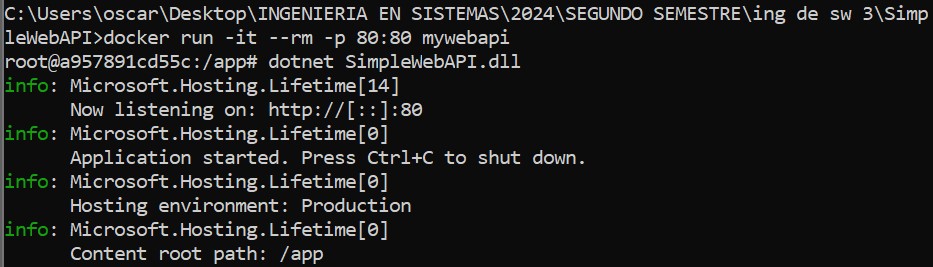 C:\Users\oscar\Desktop\INGENIERIA EN SISTEMAS\2024\SEGUNDO SEMESTRE\ing de sw 3\Simp
leWebAPI>docker run -it --rm -p 80:80 mywebapi
root@a957891cd55c:/app# dotnet SimpleWebAPI.dll
info: Microsoft.Hosting.Lifetime[14]
      Now listening on: http://[::]:80
info: Microsoft.Hosting.Lifetime[0]
      Application started. Press Ctrl+C to shut down.
info: Microsoft.Hosting.Lifetime[0]
      Hosting environment: Production
info: Microsoft.Hosting.Lifetime[0]
      Content root path: /app